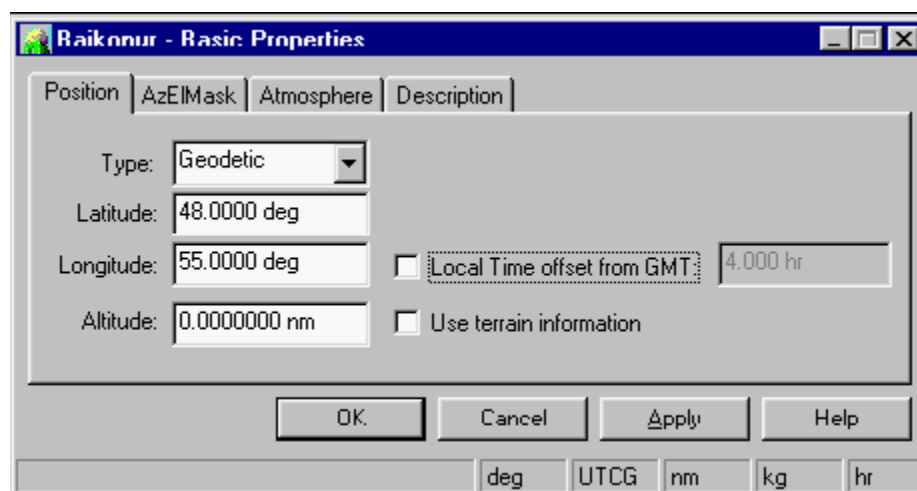 Baikonur - Basic Properties
Position AzElMask Atmosphere Description
Type: Geodetic
Latitude: 48.0000 deg
Longitude: 55.0000 deg Local Time offset from GMT: 4.000 hr
Altitude: 0.0000000 nm Use terrain information
OK Cancel Apply Help
deg UTCG nm kg hr